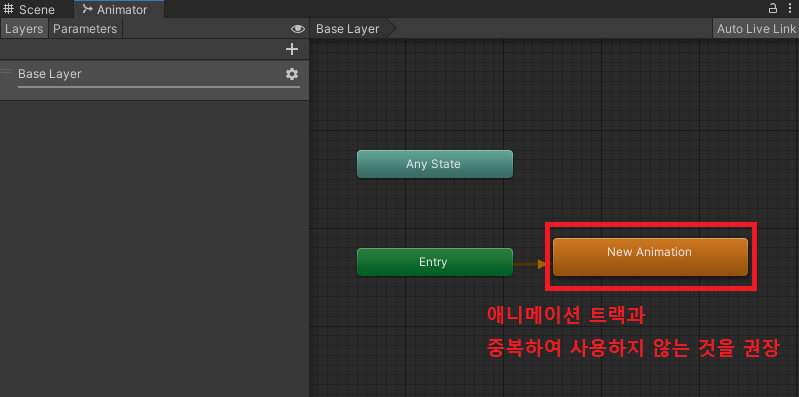 Scene
Animator
Layers
Parameters
Base Layer
Auto Live Link
Base Layer
Any State
Entry
New Animation
애니메이션 트랙과
중복하여 사용하지 않는 것을 권장